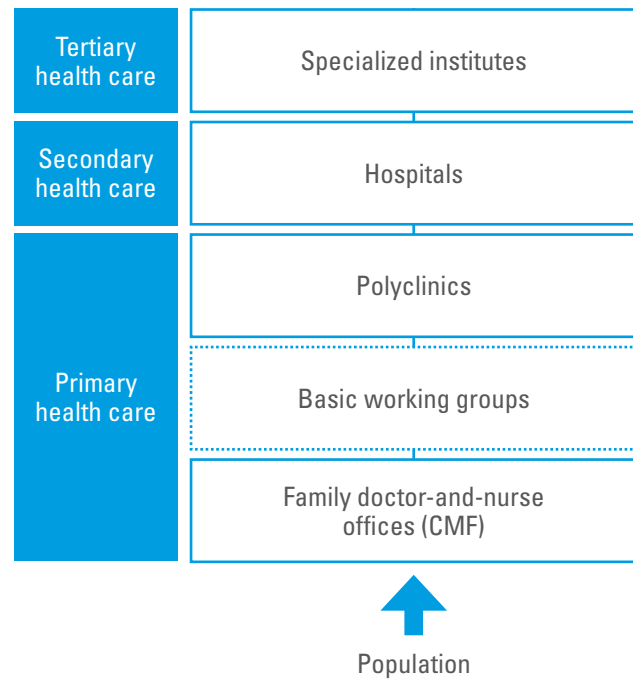 Tertiary
health care
Specialized institutes
Secondary
health care
Hospitals
Polyclinics
Primary
health care
Basic working groups
Family doctor-and-nurse
offices (CMF)
Population